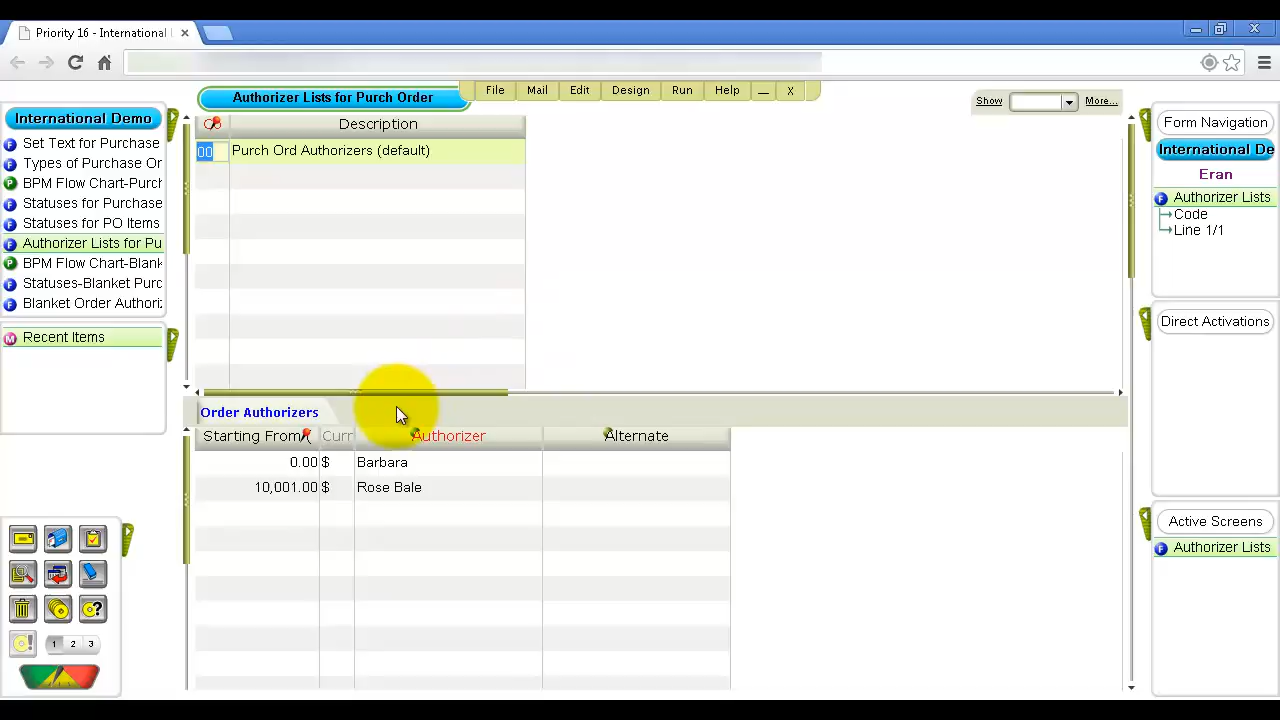 Priority 16 - International
File Mail Edit Design Run Help _ X
Authorizer Lists for Purch Order
Show More...
International Demo
Set Text for Purchase
Types of Purchase Or
BPM Flow Chart-Purch
Statuses for Purchase
Statuses for PO Items
Authorizer Lists for Pu
BPM Flow Chart-Blank
Statuses-Blanket Purc
Blanket Order Authori
Recent Items
1 2 3
Description
00 Purch Ord Authorizers (default)
Order Authorizers
Starting From Curr Authorizer Alternate
0.00 $ Barbara
10,001.00 $ Rose Bale
Form Navigation
International De
Eran
Authorizer Lists
Code
Line 1/1
Direct Activations
Active Screens
Authorizer Lists